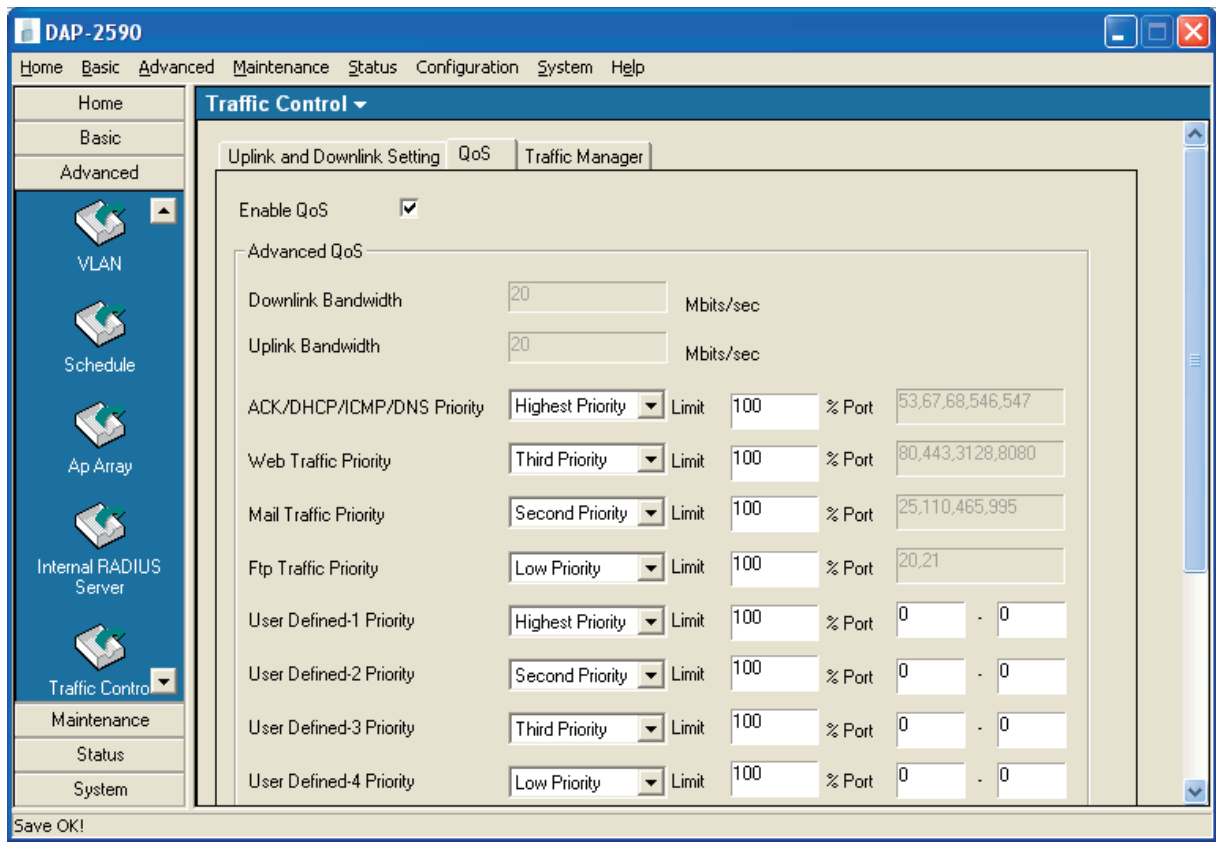 DAP-2590
Home Basic Advanced Maintenance Status Configuration System Help
Home
Basic
Advanced
VLAN
Schedule
Ap Array
Internal RADIUS
Server
Traffic Contro
Maintenance
Status
System
Traffic Control
Uplink and Downlink Setting QoS Traffic Manager
Enable QoS
Advanced QoS
Downlink Bandwidth 20 Mbits/sec
Uplink Bandwidth 20 Mbits/sec
ACK/DHCP/ICMP/DNS Priority Highest Priority Limit 100 % Port 53,67,68,546,547
Web Traffic Priority Third Priority Limit 100 % Port 80,443,3128,8080
Mail Traffic Priority Second Priority Limit 100 % Port 25,110,465,995
Ftp Traffic Priority Low Priority Limit 100 % Port 20,21
User Defined-1 Priority Highest Priority Limit 100 % Port 0 - 0
User Defined-2 Priority Second Priority Limit 100 % Port 0 - 0
User Defined-3 Priority Third Priority Limit 100 % Port 0 - 0
User Defined-4 Priority Low Priority Limit 100 % Port 0 - 0
Save OK!